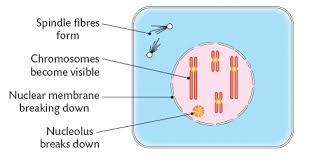 Spindle fibres
form
Chromosomes
become visible
Nuclear membrane
breaking down
Nucleolus
breaks down